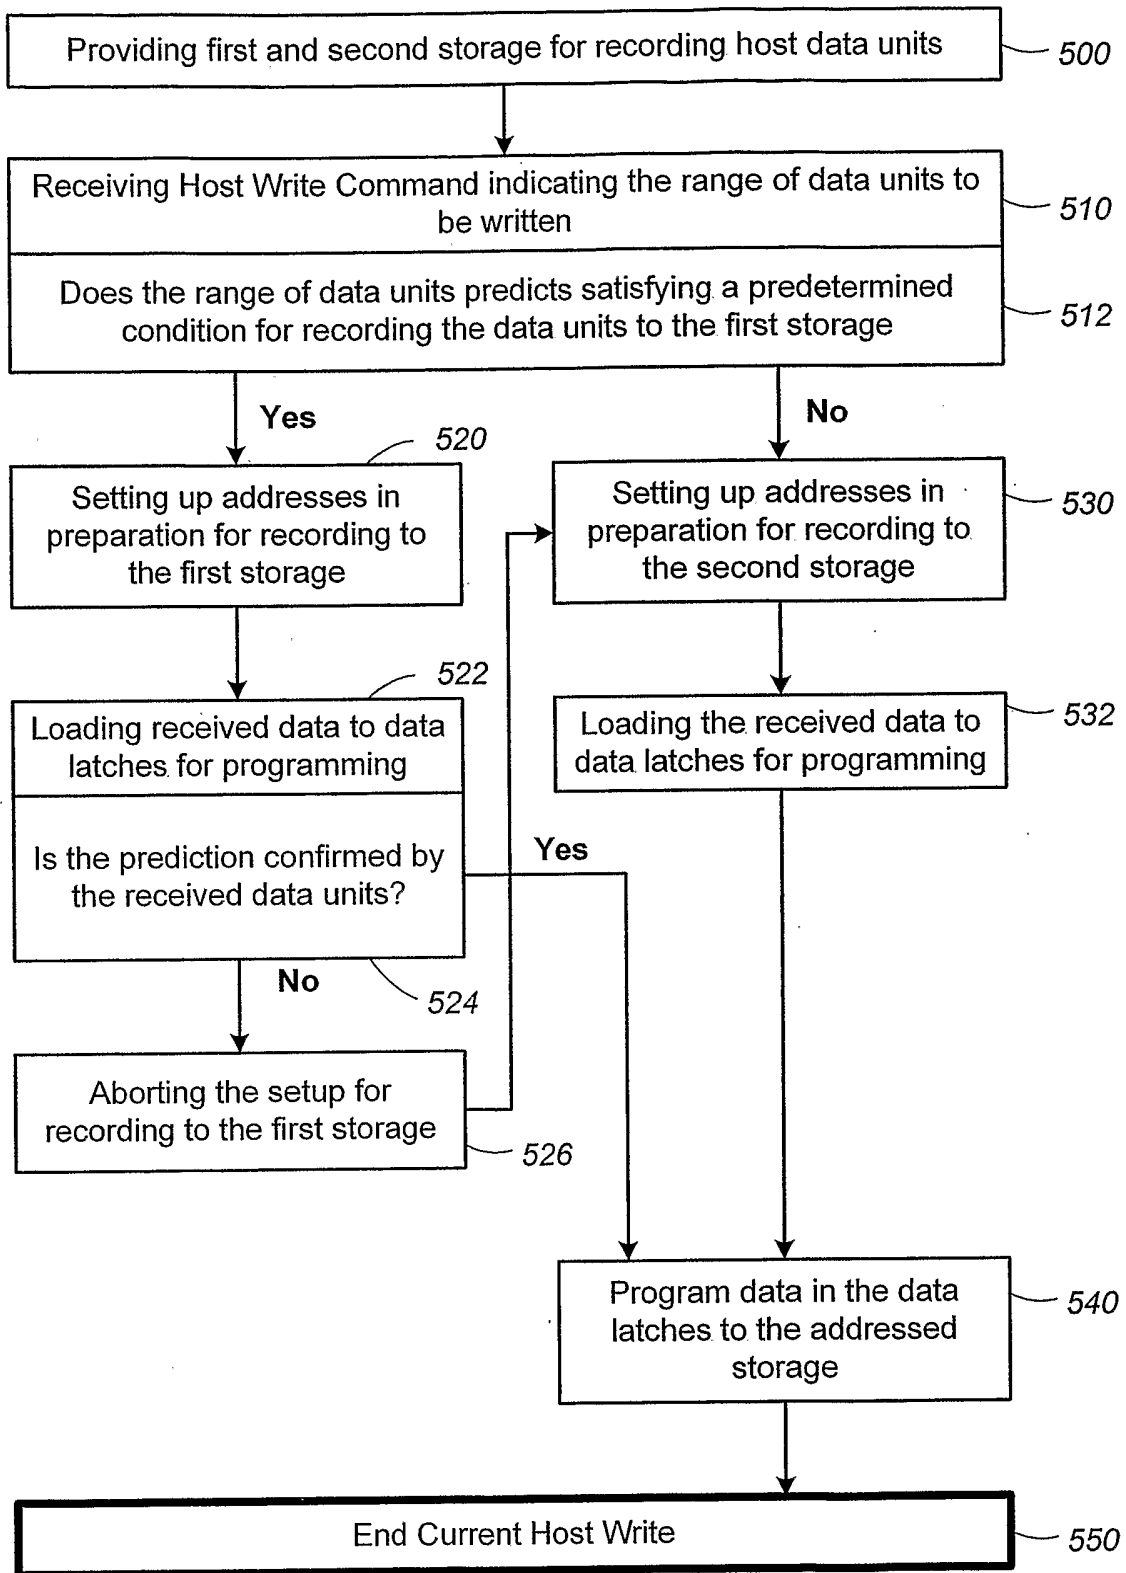 Providing first and second storage for recording host data units
500
Receiving Host Write Command indicating the range of data units to
be written
510
Does the range of data units predicts satisfying a predetermined
condition for recording the data units to the first storage
512
Yes
No
520
Setting up addresses in
preparation for recording to
the first storage
Setting up addresses in
preparation for recording to
the second storage
530
522
Loading received data to data
latches for programming
Loading the received data to
data latches for programming
532
Is the prediction confirmed by
the received data units?
Yes
No
524
Aborting the setup for
recording to the first storage
526
Program data in the data
latches to the addressed
storage
540
End Current Host Write
550